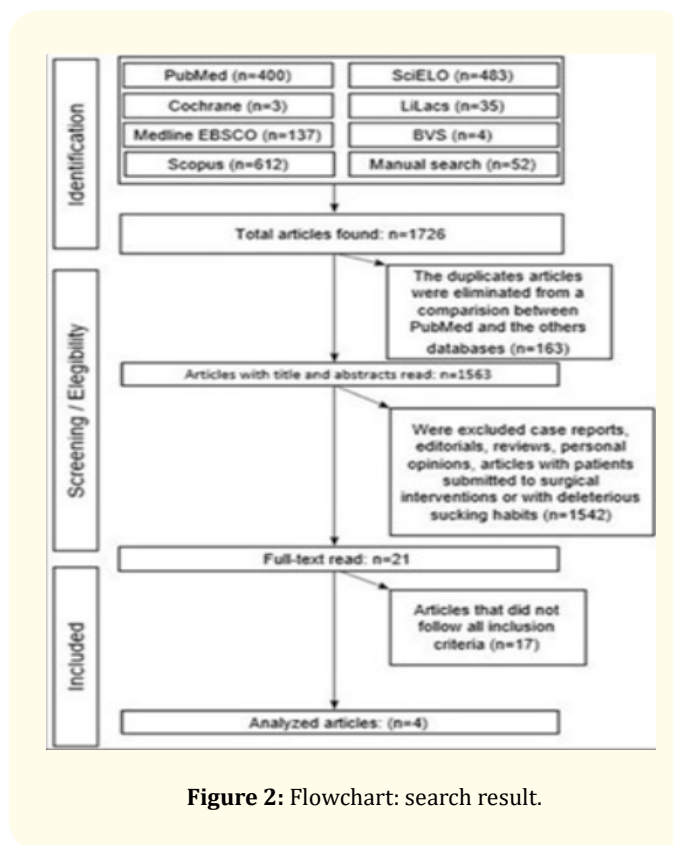 Identification
PubMed (n=400)
SciELO (n=483)
Cochrane (n=3)
LiLacs (n=35)
Medline EBSCO (n=137)
BVS (n=4)
Scopus (n=612)
Manual search (n=52)
Total articles found: n=1726
Screening / Elegibility
The duplicates articles
were eliminated from a
comparision between
PubMed and the others
databases (n=163)
Articles with title and abstracts read: n=1563
Were excluded case reports,
editorials, reviews, personal
opinions, articles with patients
submitted to surgical
interventions or with deleterious
sucking habits (n=1542)
Full-text read: n=21
Included
Articles that did not
follow all inclusion
criteria (n=17)
Analyzed articles: (n=4)
Figure 2: Flowchart: search result.